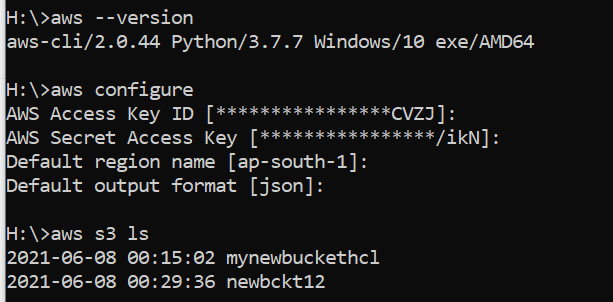 H:\>aws --version
aws-cli/2.0.44 Python/3.7.7 Windows/10 exe/AMD64
H:\>aws configure
AWS Access Key ID [****************CVZJ]:
AWS Secret Access Key [****************/ikN]:
Default region name [ap-south-1]:
Default output format [json]:
H:\>aws s3 ls
2021-06-08 00:15:02 mynewbuckethcl
2021-06-08 00:29:36 newbckt12